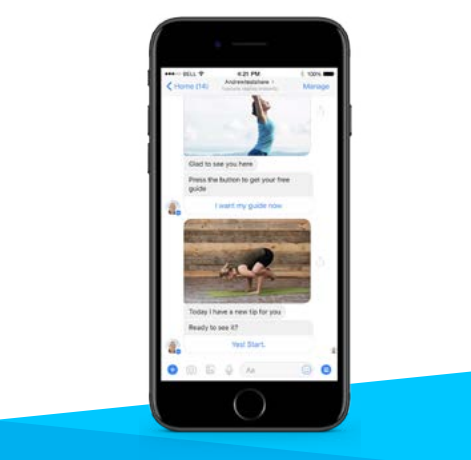 BELL 4:21 PM 100%
Home (14) Manage
Glad to see you here
Press the button to get your free
guide
I want my guide now
Today I have a new tip for you
Ready to see it?
Yes! Start.
Aa